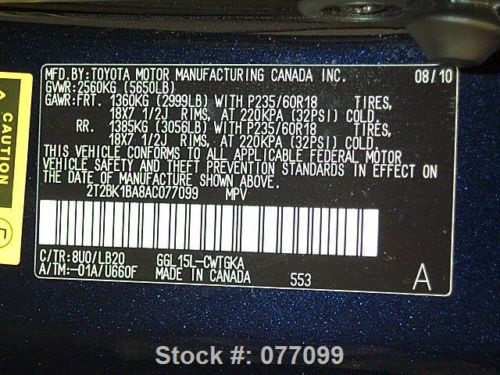 MFD.BY:TOYOTA MOTOR MANUFACTURING CANADA INC. 08/10
GVWR:2560KG (5650LB)
GAWR:FRT. 1360KG (2999LB) WITH P235/60R18 TIRES,
18X7 1/2J RIMS, AT 220KPA (32PSI) COLD.
RR. 1385KG (3056LB) WITH P235/60R18 TIRES,
18X7 1/2J RIMS, AT 220KPA (32PSI) COLD.
THIS VEHICLE CONFORMS TO ALL APPLICABLE FEDERAL MOTOR
VEHICLE SAFETY AND THEFT PREVENTION STANDARDS IN EFFECT ON
THE DATE OF MANUFACTURE SHOWN ABOVE.
2T2BK1BA8AC077099 MPV
C/TR:8U0/LB20 GGL15L-CWTGKA
A/TM:-01A/U660F MADE IN CANADA 553 A
CAUTION
Stock #: 077099